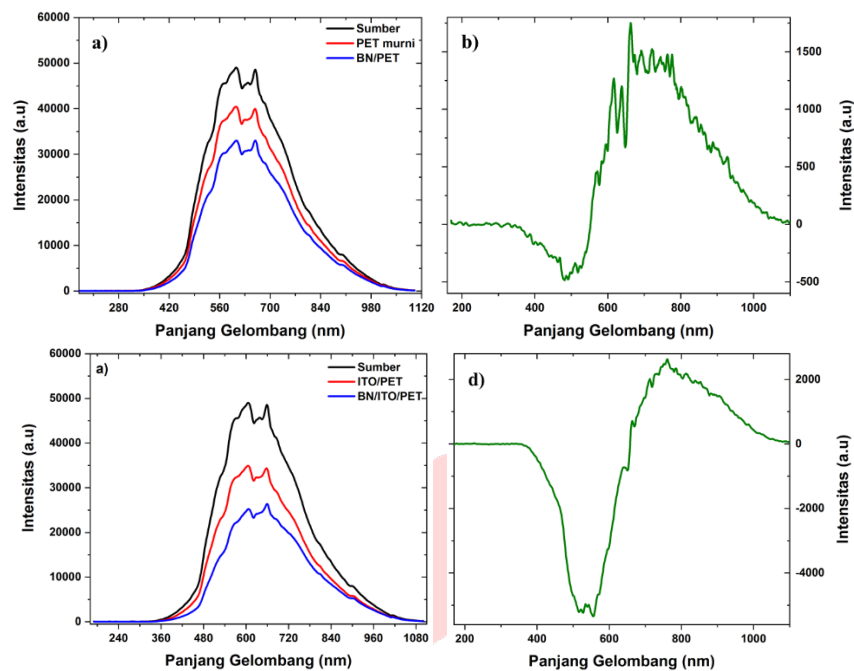 a)
Sumber
PET murni
BN/PET
Intensitas (a.u)
60000
50000
40000
30000
20000
10000
0
280 420 560 700 840 980 1120
Panjang Gelombang (nm)
b)
1500
1000
500
0
-500
Intensitas (a.u)
200 400 600 800 1000
Panjang Gelombang (nm)
a)
Sumber
ITO/PET
BN/ITO/PET
Intensitas (a.u)
60000
50000
40000
30000
20000
10000
0
240 360 480 600 720 840 960 1080
Panjang Gelombang (nm)
d)
2000
0
-2000
-4000
Intensitas (a.u)
200 400 600 800 1000
Panjang Gelombang (nm)